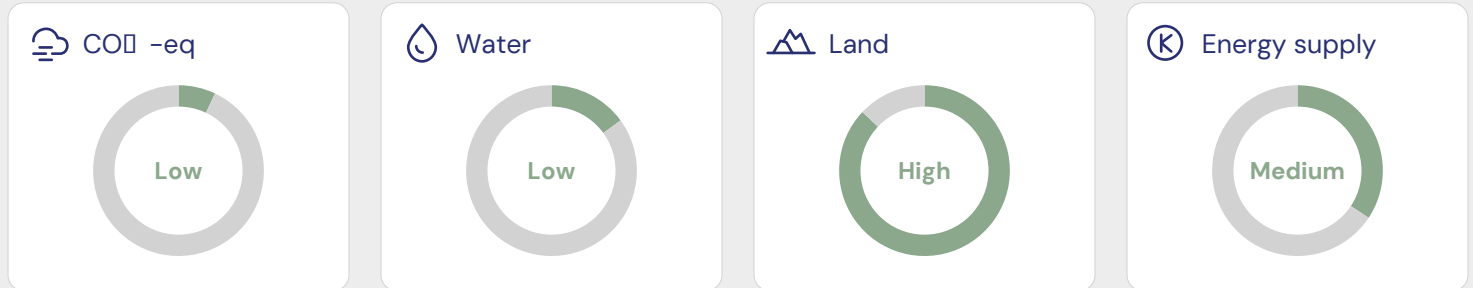 CO▯ -eq
Low
Water
Low
Land
High
Energy supply
Medium